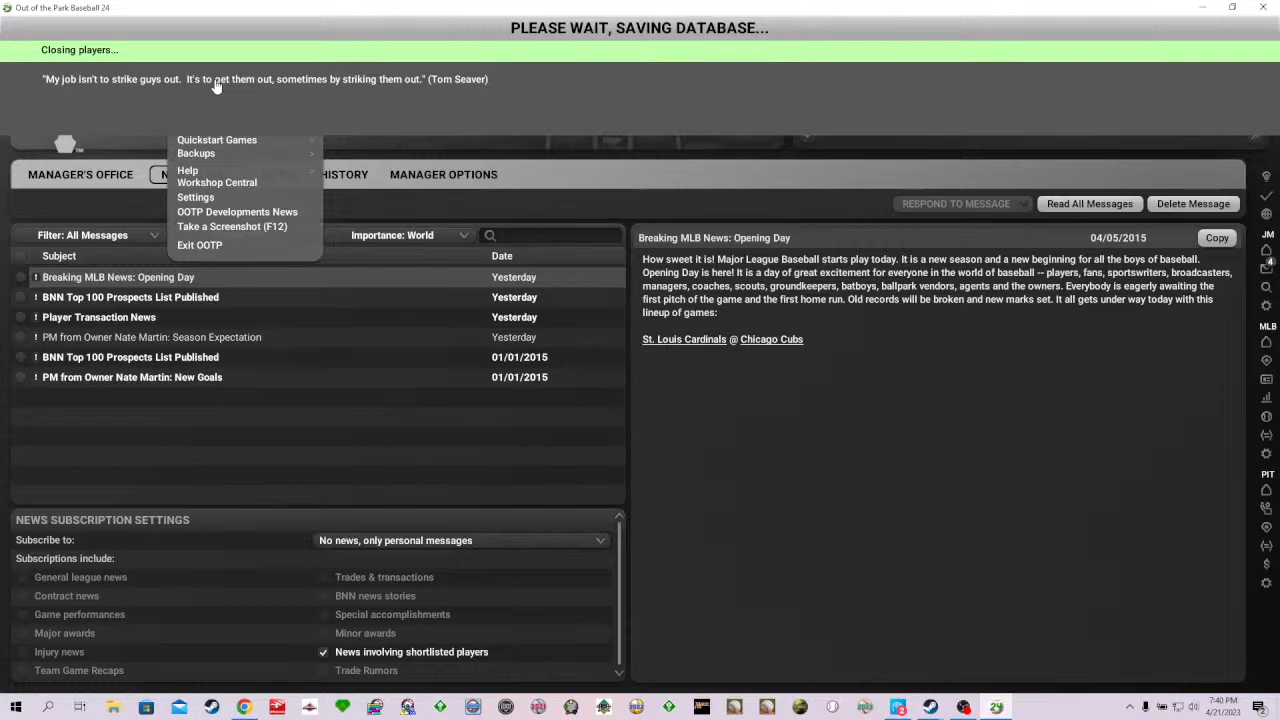 Out of the Park Baseball 24
PLEASE WAIT, SAVING DATABASE...
Closing players...
"My job isn't to strike guys out. It's to get them out, sometimes by striking them out." (Tom Seaver)
Quickstart Games
Backups
Help
Workshop Central
Settings
OOTP Developments News
Take a Screenshot (F12)
Exit OOTP
MANAGER'S OFFICE
HISTORY
MANAGER OPTIONS
RESPOND TO MESSAGE
Read All Messages
Delete Message
Filter: All Messages
Importance: World
Subject
Date
! Breaking MLB News: Opening Day Yesterday
! BNN Top 100 Prospects List Published Yesterday
! Player Transaction News Yesterday
! PM from Owner Nate Martin: Season Expectation Yesterday
! BNN Top 100 Prospects List Published 01/01/2015
! PM from Owner Nate Martin: New Goals 01/01/2015
Breaking MLB News: Opening Day
04/05/2015
Copy
How sweet it is! Major League Baseball starts play today. It is a new season and a new beginning for all the boys of baseball.
Opening Day is here! It is a day of great excitement for everyone in the world of baseball -- players, fans, sportswriters, broadcasters,
managers, coaches, scouts, groundkeepers, batboys, ballpark vendors, agents and the owners. Everybody is eagerly awaiting the
first pitch of the game and the first home run. Old records will be broken and new marks set. It all gets under way today with this
lineup of games:
St. Louis Cardinals @ Chicago Cubs
NEWS SUBSCRIPTION SETTINGS
Subscribe to:
No news, only personal messages
Subscriptions include:
General league news
Trades & transactions
Contract news
BNN news stories
Game performances
Special accomplishments
Major awards
Minor awards
Injury news
News involving shortlisted players
Team Game Recaps
Trade Rumors
JM
4
MLB
PIT
$
7:40 PM
4/21/2023